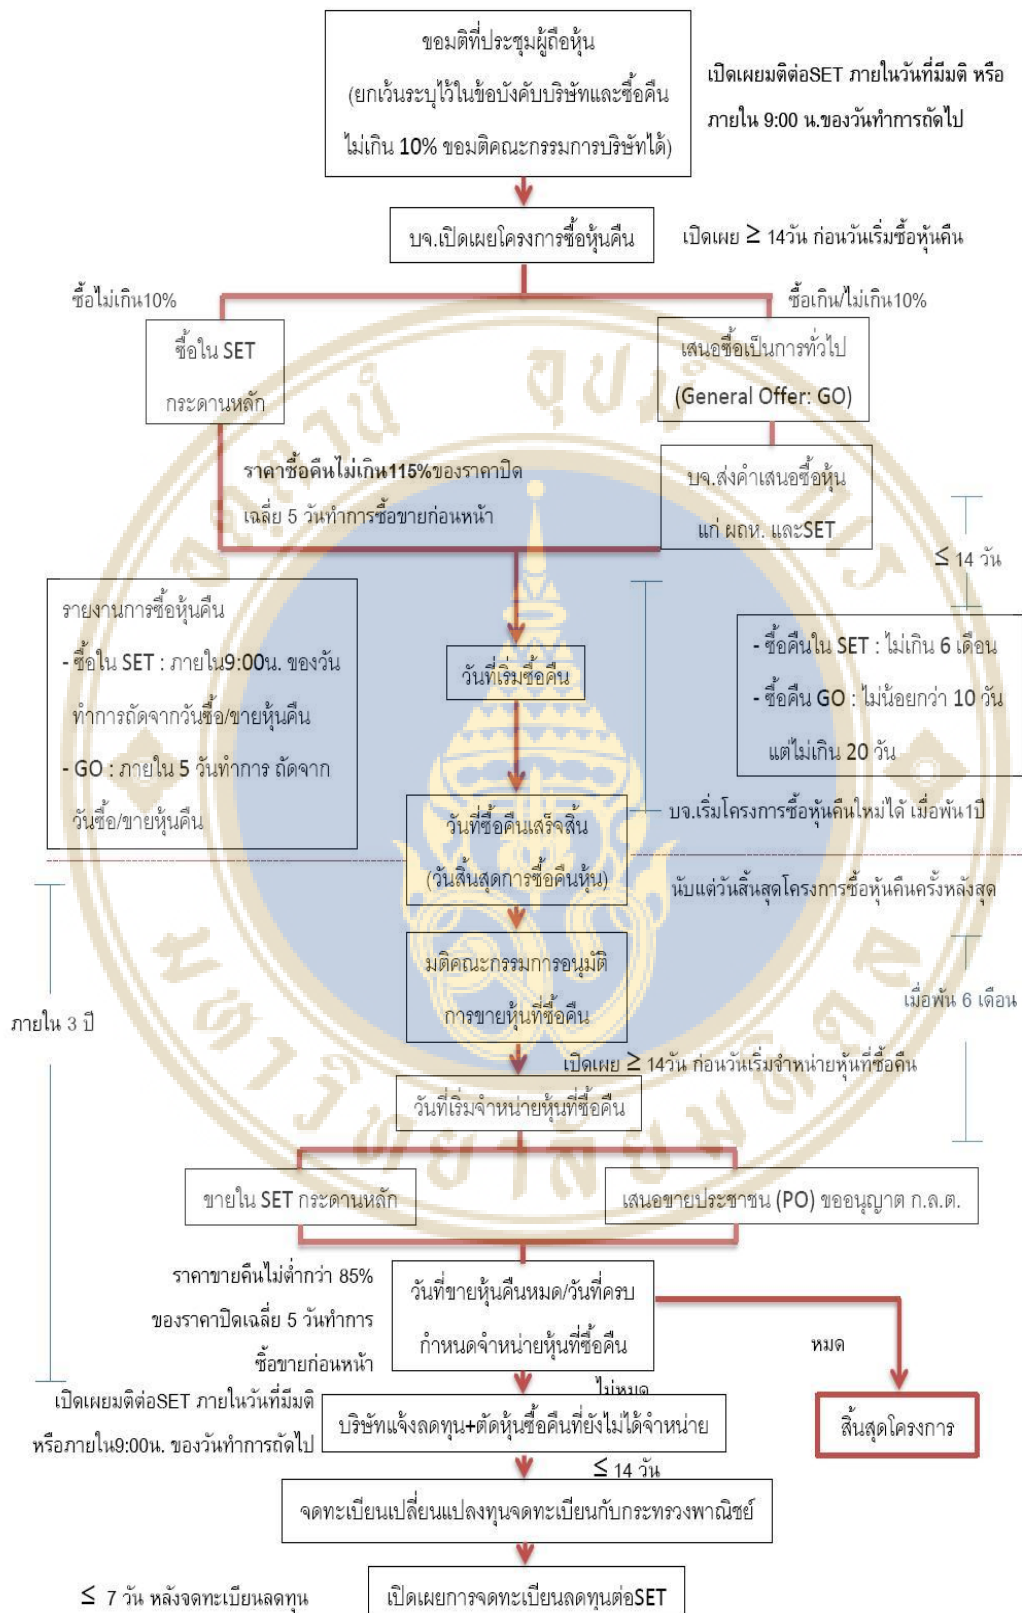 ขอมติที่ประชุมผู้ถือหุ้น
(ยกเว้นระบุไว้ในข้อบังคับบริษัทและซื้อคืน
ไม่เกิน 10% ขอมติคณะกรรมการบริษัทได้)
เปิดเผยมติต่อSET ภายในวันที่มีมติ หรือ
ภายใน 9:00 น.ของวันทำการถัดไป
บจ.เปิดเผยโครงการซื้อหุ้นคืน
เปิดเผย ≥ 14วัน ก่อนวันเริ่มซื้อหุ้นคืน
ซื้อไม่เกิน10%
ซื้อเกิน/ไม่เกิน10%
ซื้อใน SET
กระดานหลัก
เสนอซื้อเป็นการทั่วไป
(General Offer: GO)
ราคาซื้อคืนไม่เกิน115%ของราคาปิด
เฉลี่ย 5 วันทำการซื้อขายก่อนหน้า
บจ.ส่งคำเสนอซื้อหุ้น
แก่ ผถห. และSET
≤ 14 วัน
รายงานการซื้อหุ้นคืน
- ซื้อใน SET : ภายใน9:00น. ของวัน
ทำการถัดจากวันซื้อ/ขายหุ้นคืน
- GO : ภายใน 5 วันทำการ ถัดจาก
วันซื้อ/ขายหุ้นคืน
วันที่เริ่มซื้อคืน
- ซื้อคืนใน SET : ไม่เกิน 6 เดือน
- ซื้อคืน GO : ไม่น้อยกว่า 10 วัน
แต่ไม่เกิน 20 วัน
วันที่ซื้อคืนเสร็จสิ้น
(วันสิ้นสุดการซื้อคืนหุ้น)
บจ.เริ่มโครงการซื้อหุ้นคืนใหม่ได้ เมื่อพ้น1ปี
นับแต่วันสิ้นสุดโครงการซื้อหุ้นคืนครั้งหลังสุด
มติคณะกรรมการอนุมัติ
การขายหุ้นที่ซื้อคืน
ภายใน 3 ปี
เมื่อพ้น 6 เดือน
เปิดเผย ≥ 14วัน ก่อนวันเริ่มจำหน่ายหุ้นที่ซื้อคืน
วันที่เริ่มจำหน่ายหุ้นที่ซื้อคืน
ขายใน SET กระดานหลัก
เสนอขายประชาชน (PO) ขออนุญาต ก.ล.ต.
ราคาขายคืนไม่ต่ำกว่า 85%
ของราคาปิดเฉลี่ย 5 วันทำการ
ซื้อขายก่อนหน้า
วันที่ขายหุ้นคืนหมด/วันที่ครบ
กำหนดจำหน่ายหุ้นที่ซื้อคืน
หมด
ไม่หมด
สิ้นสุดโครงการ
เปิดเผยมติต่อSET ภายในวันที่มีมติ
หรือภายใน9:00น. ของวันทำการถัดไป
บริษัทแจ้งลดทุน+ตัดหุ้นซื้อคืนที่ยังไม่ได้จำหน่าย
≤ 14 วัน
จดทะเบียนเปลี่ยนแปลงทุนจดทะเบียนกับกระทรวงพาณิชย์
≤ 7 วัน หลังจดทะเบียนลดทุน
เปิดเผยการจดทะเบียนลดทุนต่อSET
อตฺตานํ อุปมํ กเร
มหาวิทยาลัยมหิดล